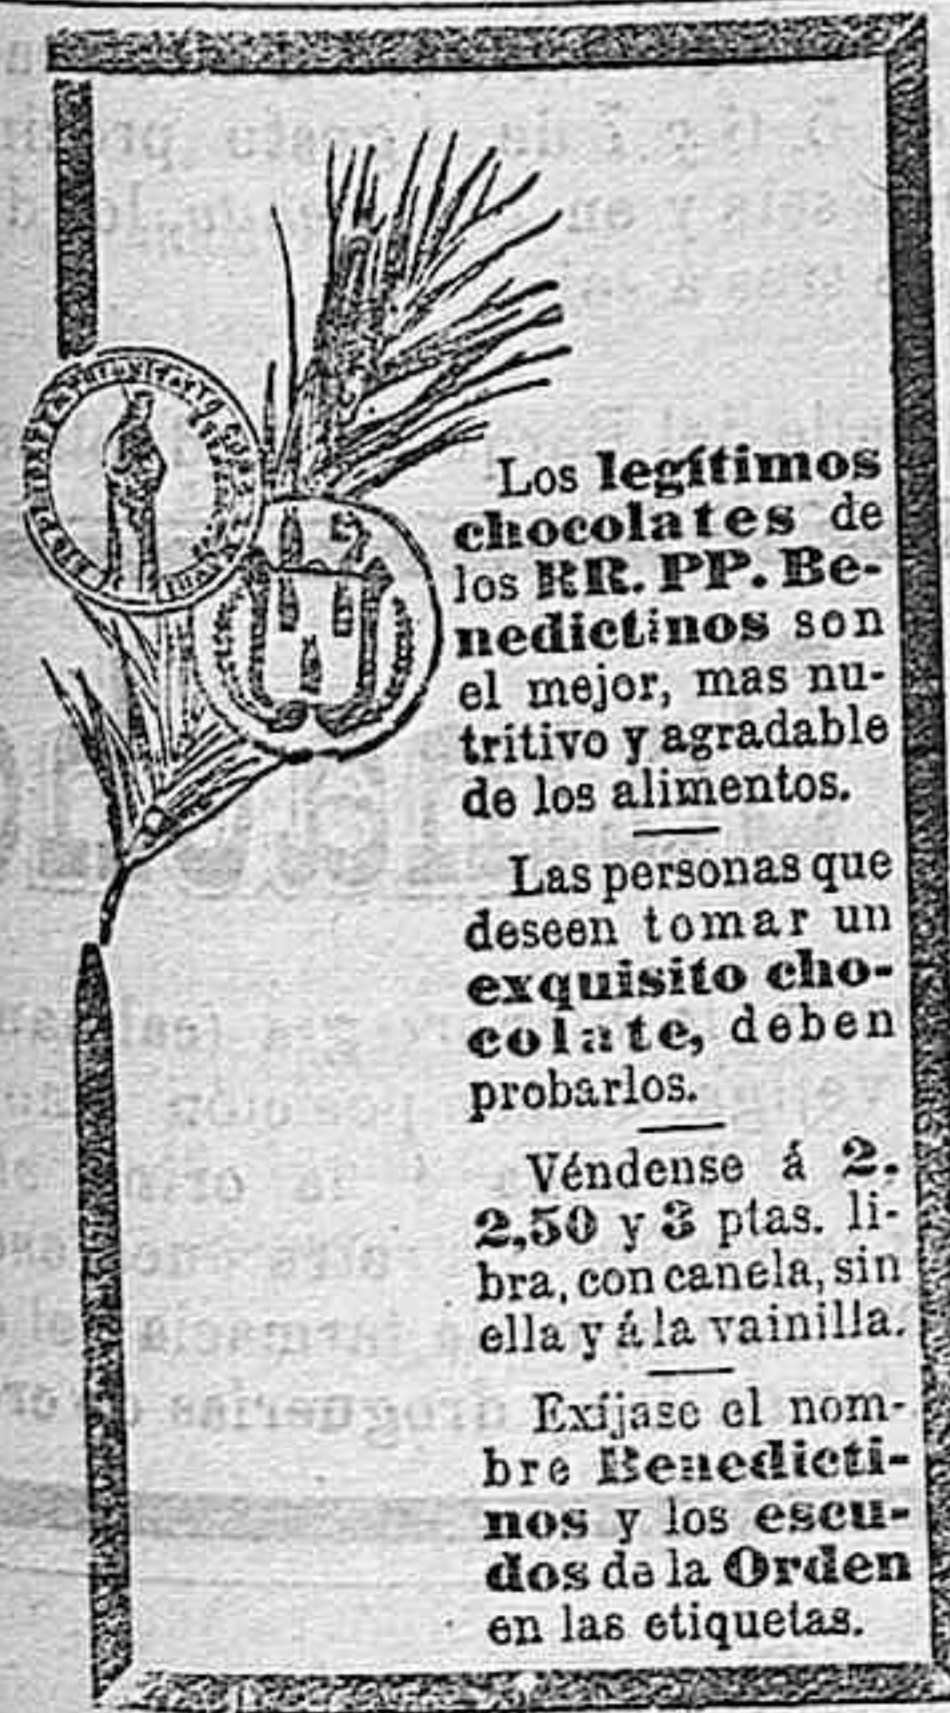 Los legítimos
chocolates de
los RR. PP. Be-
nedictinos son
el mejor, mas nu-
tritivo y agradable
de los alimentos.
Las personas que
deseen tomar un
exquisito cho-
colate, deben
probarlos.
Véndense á 2.
2,50 y 3 ptas. li-
bra, con canela, sin
ella y á la vainilla.
Exíjase el nom-
bre Benedicti-
nos y los escu-
dos de la Orden
en las etiquetas.